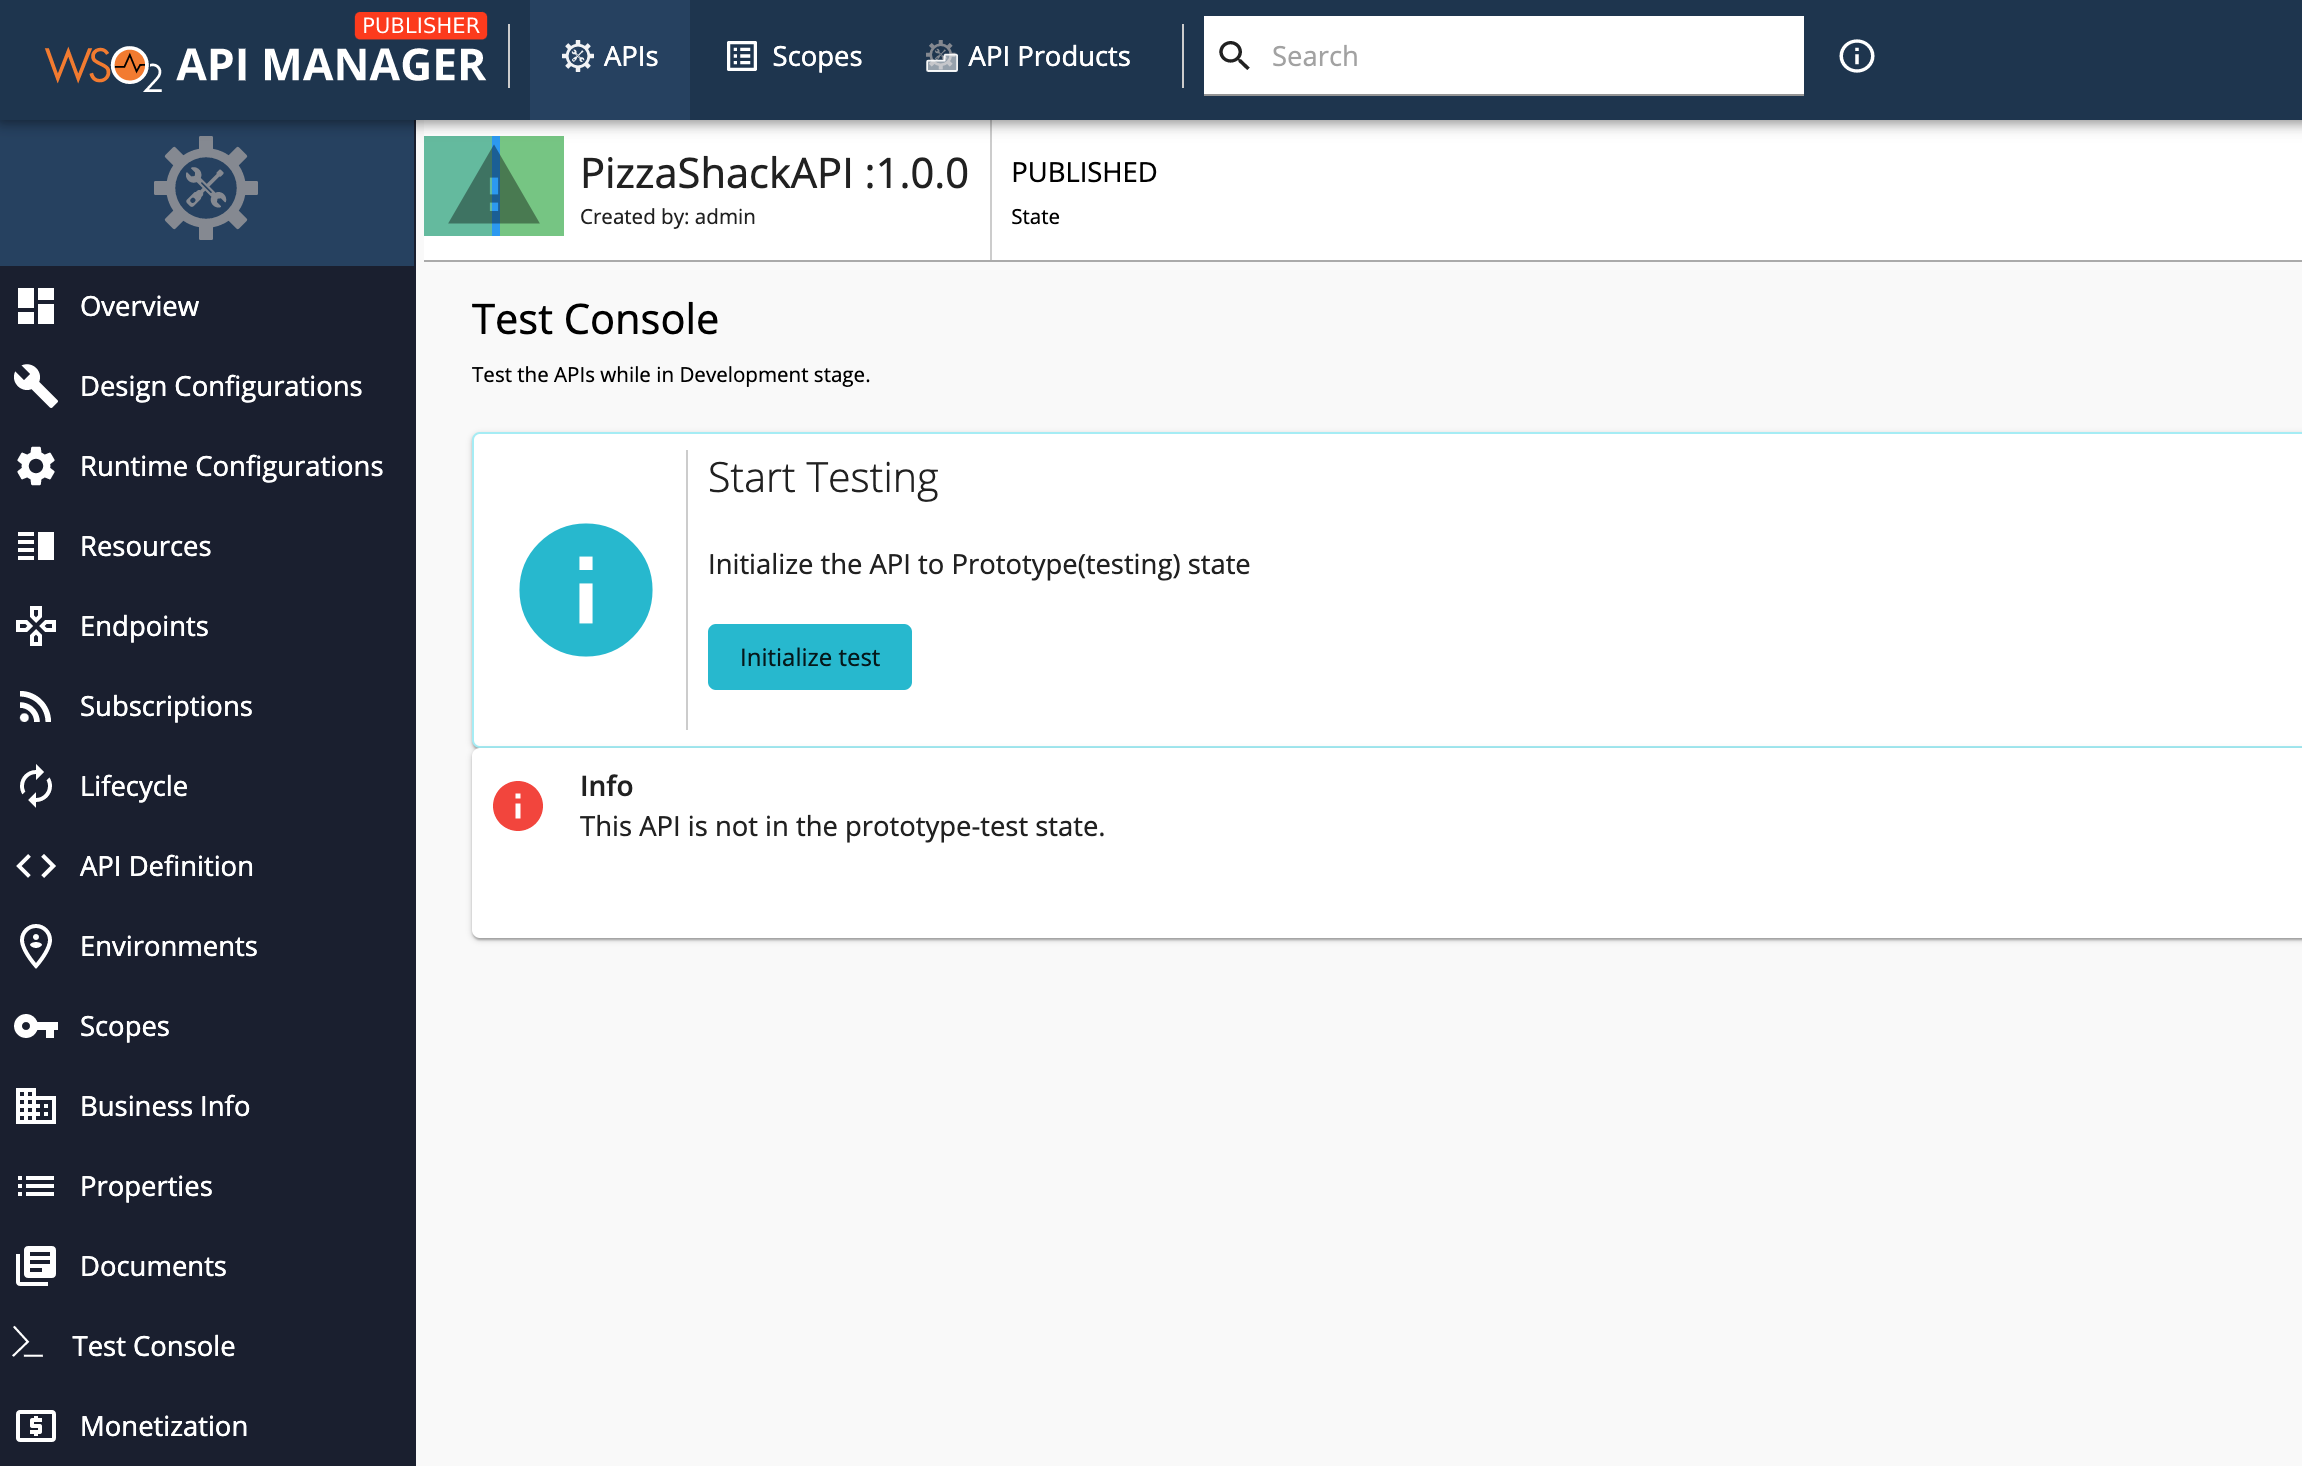 PUBLISHER
WSO2 API MANAGER
APIs
Scopes
API Products
Search
PizzaShackAPI :1.0.0
Created by: admin
PUBLISHED
State
Overview
Design Configurations
Runtime Configurations
Resources
Endpoints
Subscriptions
Lifecycle
API Definition
Environments
Scopes
Business Info
Properties
Documents
Test Console
Monetization
Test Console
Test the APIs while in Development stage.
Start Testing
Initialize the API to Prototype(testing) state
Initialize test
Info
This API is not in the prototype-test state.